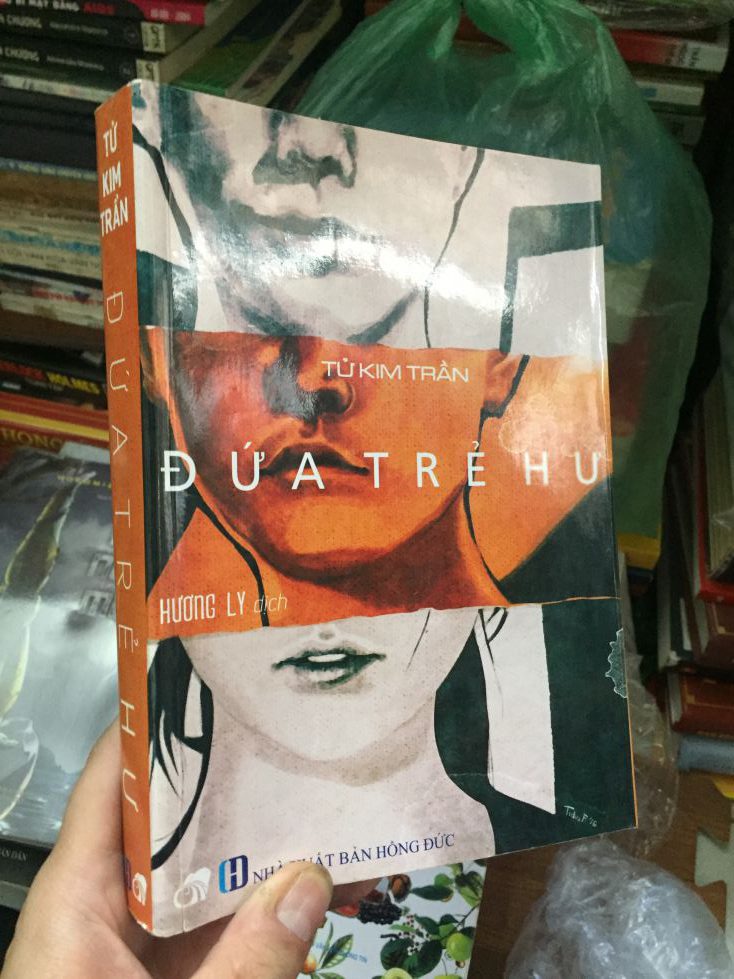 TỬ
KIM
TRẦN
ĐỨA TRẺ HƯ
TỬ KIM TRẦN
ĐỨA TRẺ HƯ
HƯƠNG LY dịch
NHÀ XUẤT BẢN HỒNG ĐỨC
HOLMES